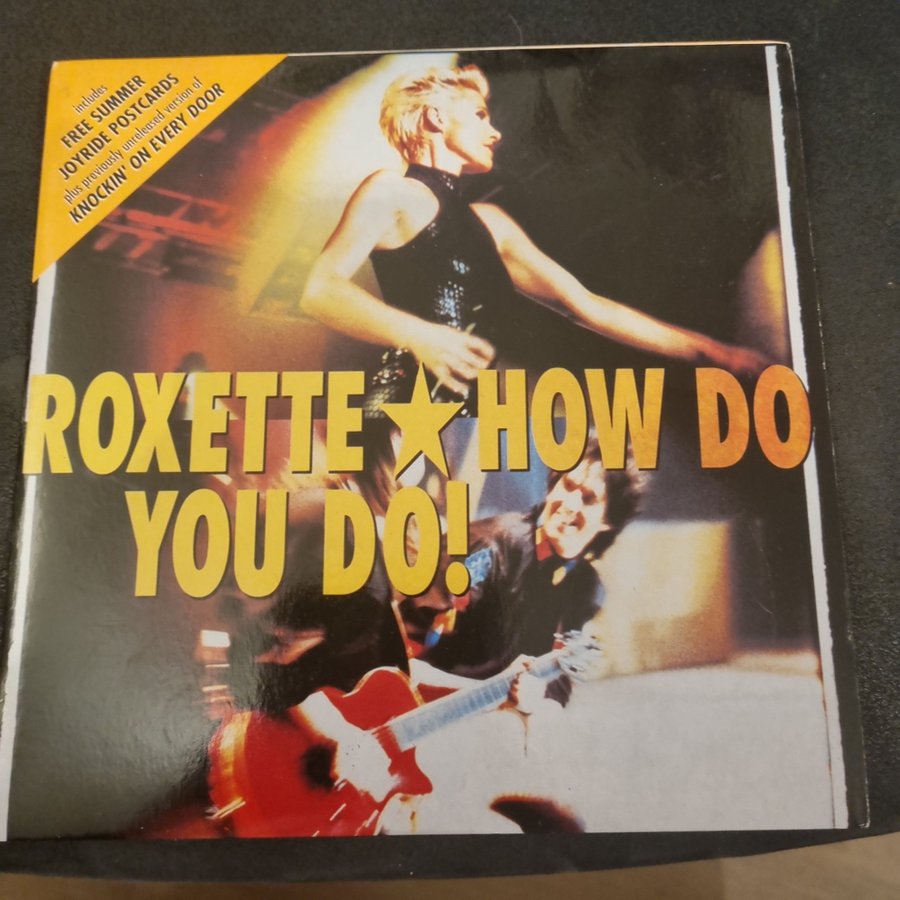 includes
FREE SUMMER
JOYRIDE POSTCARDS
plus previously unreleased version of
KNOCKIN' ON EVERY DOOR
ROXETTE★HOW DO
YOU DO!